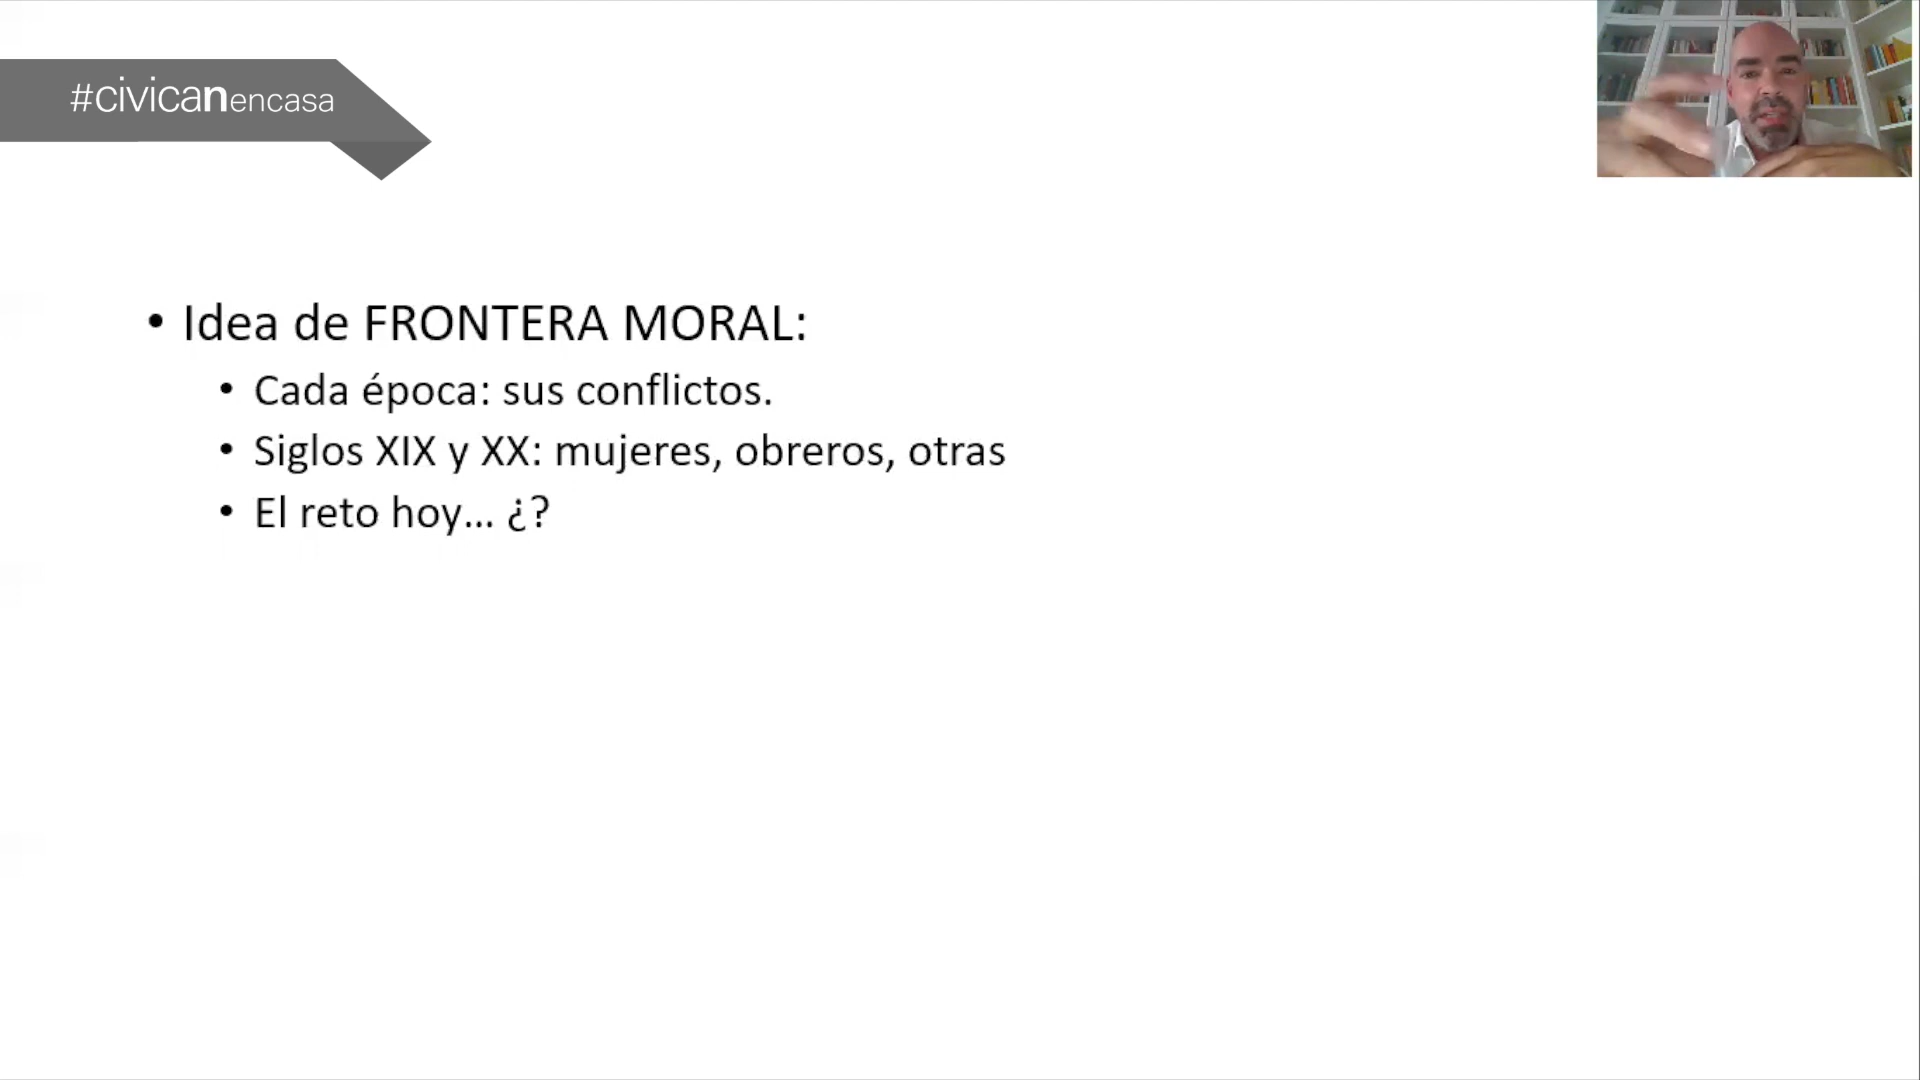 #civicanencasa
• Idea de FRONTERA MORAL:
• Cada época: sus conflictos.
• Siglos XIX y XX: mujeres, obreros, otras
• El reto hoy... ¿?